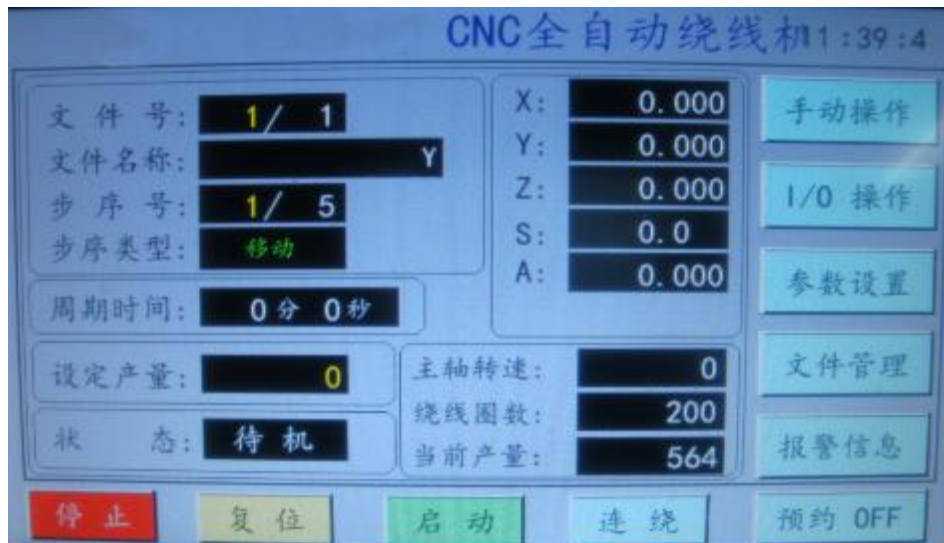 CNC全自动绕线机11:39:4
文件号: 1/ 1
文件名称: Y
步序号: 1/ 5
步序类型: 移动
周期时间: 0分 0秒
设定产量: 0
状态: 待机
X: 0.000
Y: 0.000
Z: 0.000
S: 0.0
A: 0.000
主轴转速: 0
绕线圈数: 200
当前产量: 564
手动操作
I/O 操作
参数设置
文件管理
报警信息
停止
复位
启动
连绕
预约 OFF